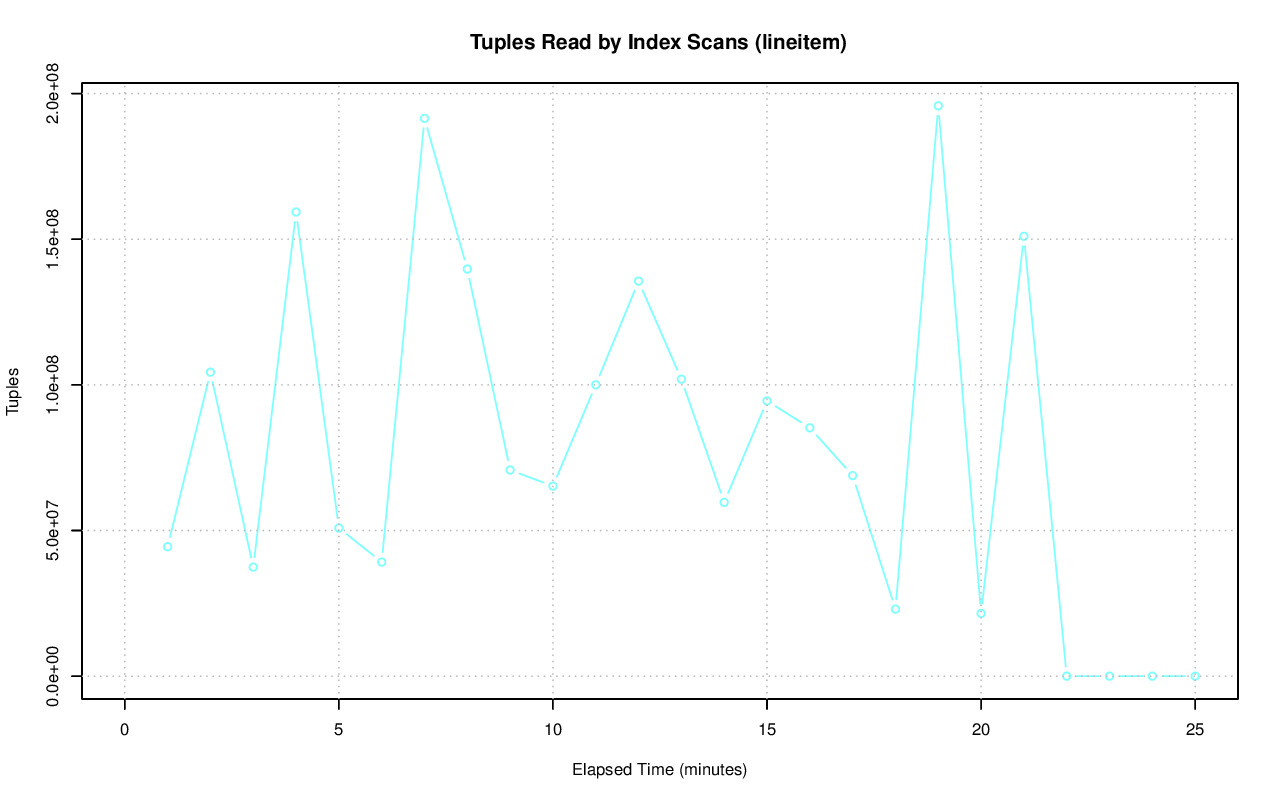 Tuples Read by Index Scans (lineitem)
2.0e+08
1.5e+08
1.0e+08
5.0e+07
0.0e+00
Tuples
0 5 10 15 20 25
Elapsed Time (minutes)